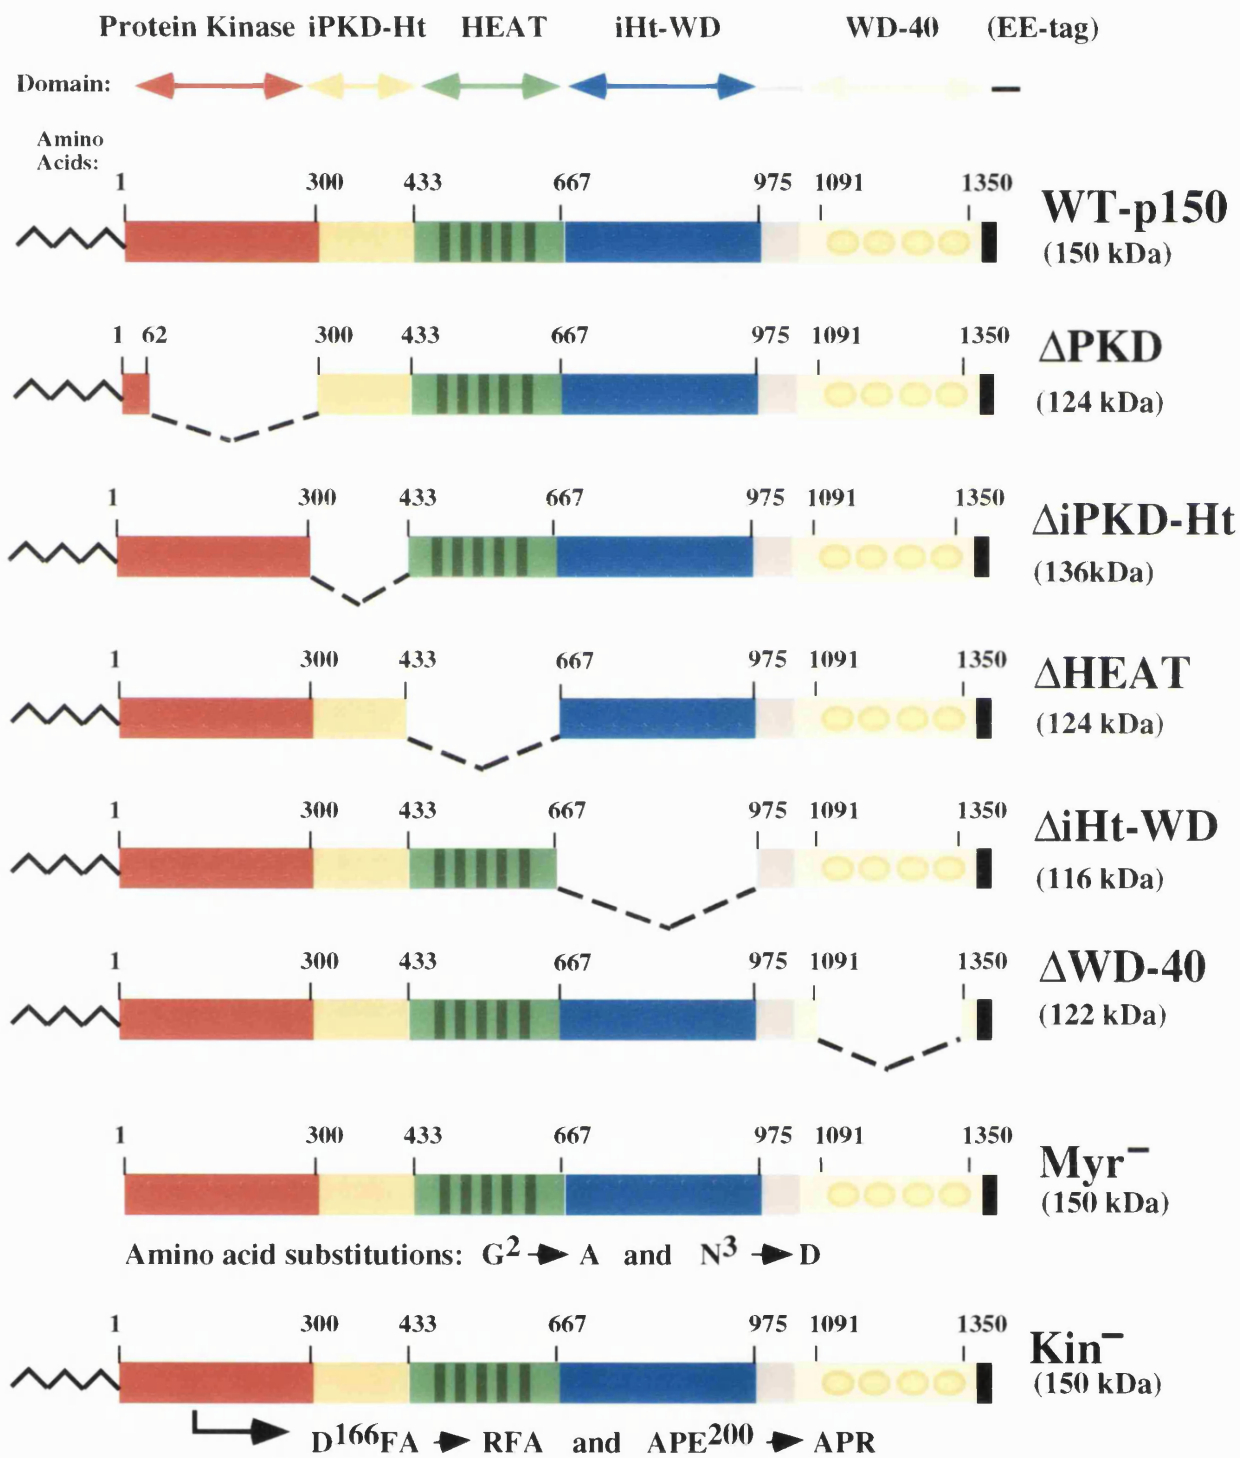 Protein Kinase iPKD-Ht HEAT iHt-WD WD-40 (EE-tag)
Domain:
Amino
Acids:
1 300 433 667 975 1091 1350
WT-p150
(150 kDa)
1 62 300 433 667 975 1091 1350
ΔPKD
(124 kDa)
1 300 433 667 975 1091 1350
ΔiPKD-Ht
(136kDa)
1 300 433 667 975 1091 1350
ΔHEAT
(124 kDa)
1 300 433 667 975 1091 1350
ΔiHt-WD
(116 kDa)
1 300 433 667 975 1091 1350
ΔWD-40
(122 kDa)
1 300 433 667 975 1091 1350
Myr⁻
(150 kDa)
Amino acid substitutions: G² → A and N³ → D
1 300 433 667 975 1091 1350
Kin⁻
(150 kDa)
D¹⁶⁶FA → RFA and APE²⁰⁰ → APR